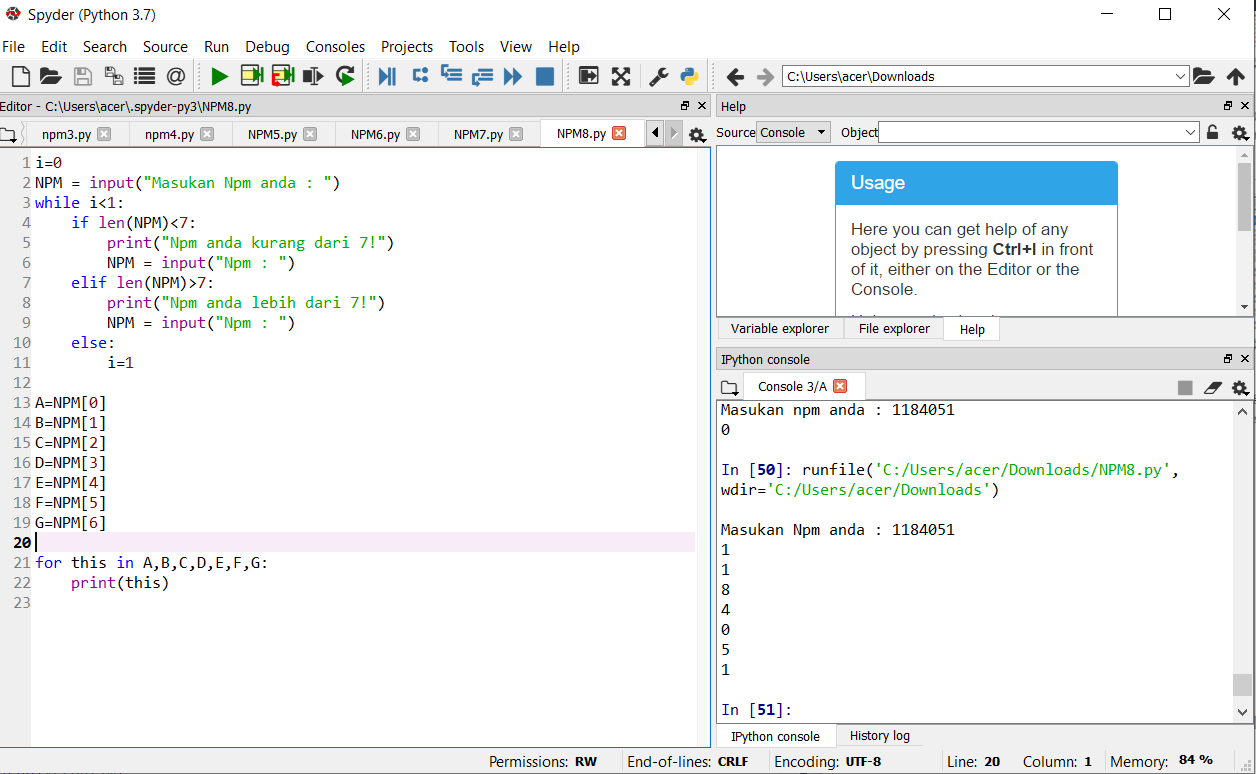 Spyder (Python 3.7)
File Edit Search Source Run Debug Consoles Projects Tools View Help
C:\Users\acer\Downloads
Editor - C:\Users\acer\.spyder-py3\NPM8.py
npm3.py npm4.py NPM5.py NPM6.py NPM7.py NPM8.py
1 i=0
2 NPM = input("Masukan Npm anda : ")
3 while i<1:
4     if len(NPM)<7:
5         print("Npm anda kurang dari 7!")
6         NPM = input("Npm : ")
7     elif len(NPM)>7:
8         print("Npm anda lebih dari 7!")
9         NPM = input("Npm : ")
10     else:
11         i=1
12
13 A=NPM[0]
14 B=NPM[1]
15 C=NPM[2]
16 D=NPM[3]
17 E=NPM[4]
18 F=NPM[5]
19 G=NPM[6]
20
21 for this in A,B,C,D,E,F,G:
22     print(this)
23
Help
Source Console Object
Usage
Here you can get help of any
object by pressing Ctrl+I in front
of it, either on the Editor or the
Console.
Variable explorer File explorer Help
IPython console
Console 3/A
Masukan npm anda : 1184051
0
In [50]: runfile('C:/Users/acer/Downloads/NPM8.py',
wdir='C:/Users/acer/Downloads')
Masukan Npm anda : 1184051
1
1
8
4
0
5
1
In [51]:
IPython console History log
Permissions: RW End-of-lines: CRLF Encoding: UTF-8 Line: 20 Column: 1 Memory: 84 %